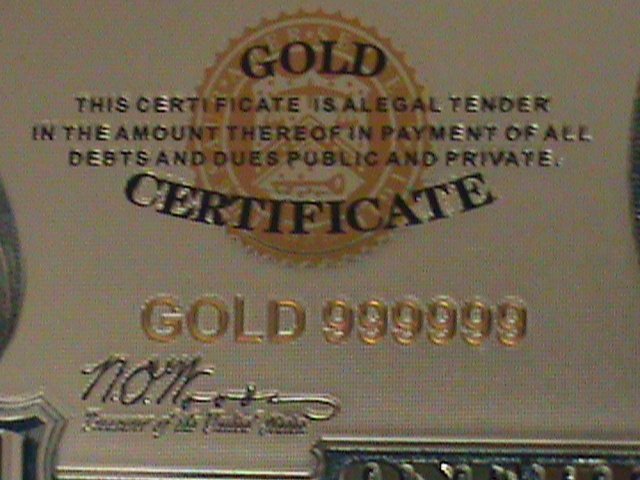 GOLD
THIS CERTIFICATE IS A LEGAL TENDER
IN THE AMOUNT THEREOF IN PAYMENT OF ALL
DEBTS AND DUES PUBLIC AND PRIVATE.
CERTIFICATE
GOLD 999999
Treasurer of the United States